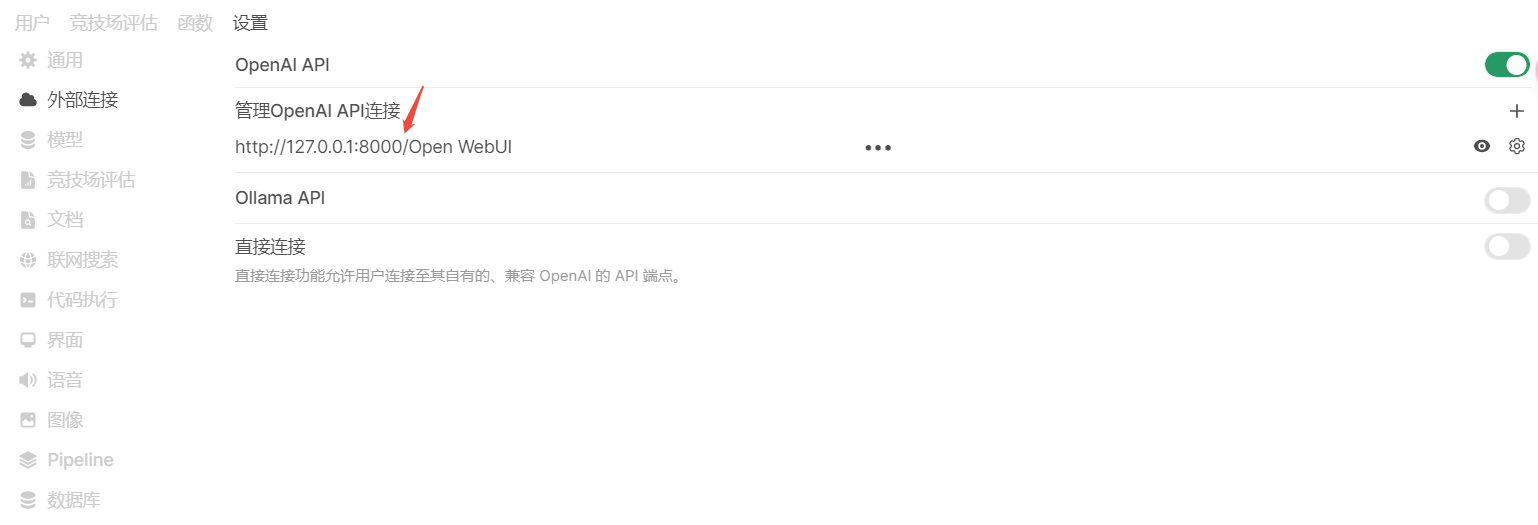 用户 竞技场评估 函数 设置
通用
外部连接
模型
竞技场评估
文档
联网搜索
代码执行
界面
语音
图像
Pipeline
数据库
OpenAI API
管理OpenAI API连接
http://127.0.0.1:8000/Open WebUI
Ollama API
直接连接
直接连接功能允许用户连接至其自有的、兼容 OpenAI 的 API 端点。